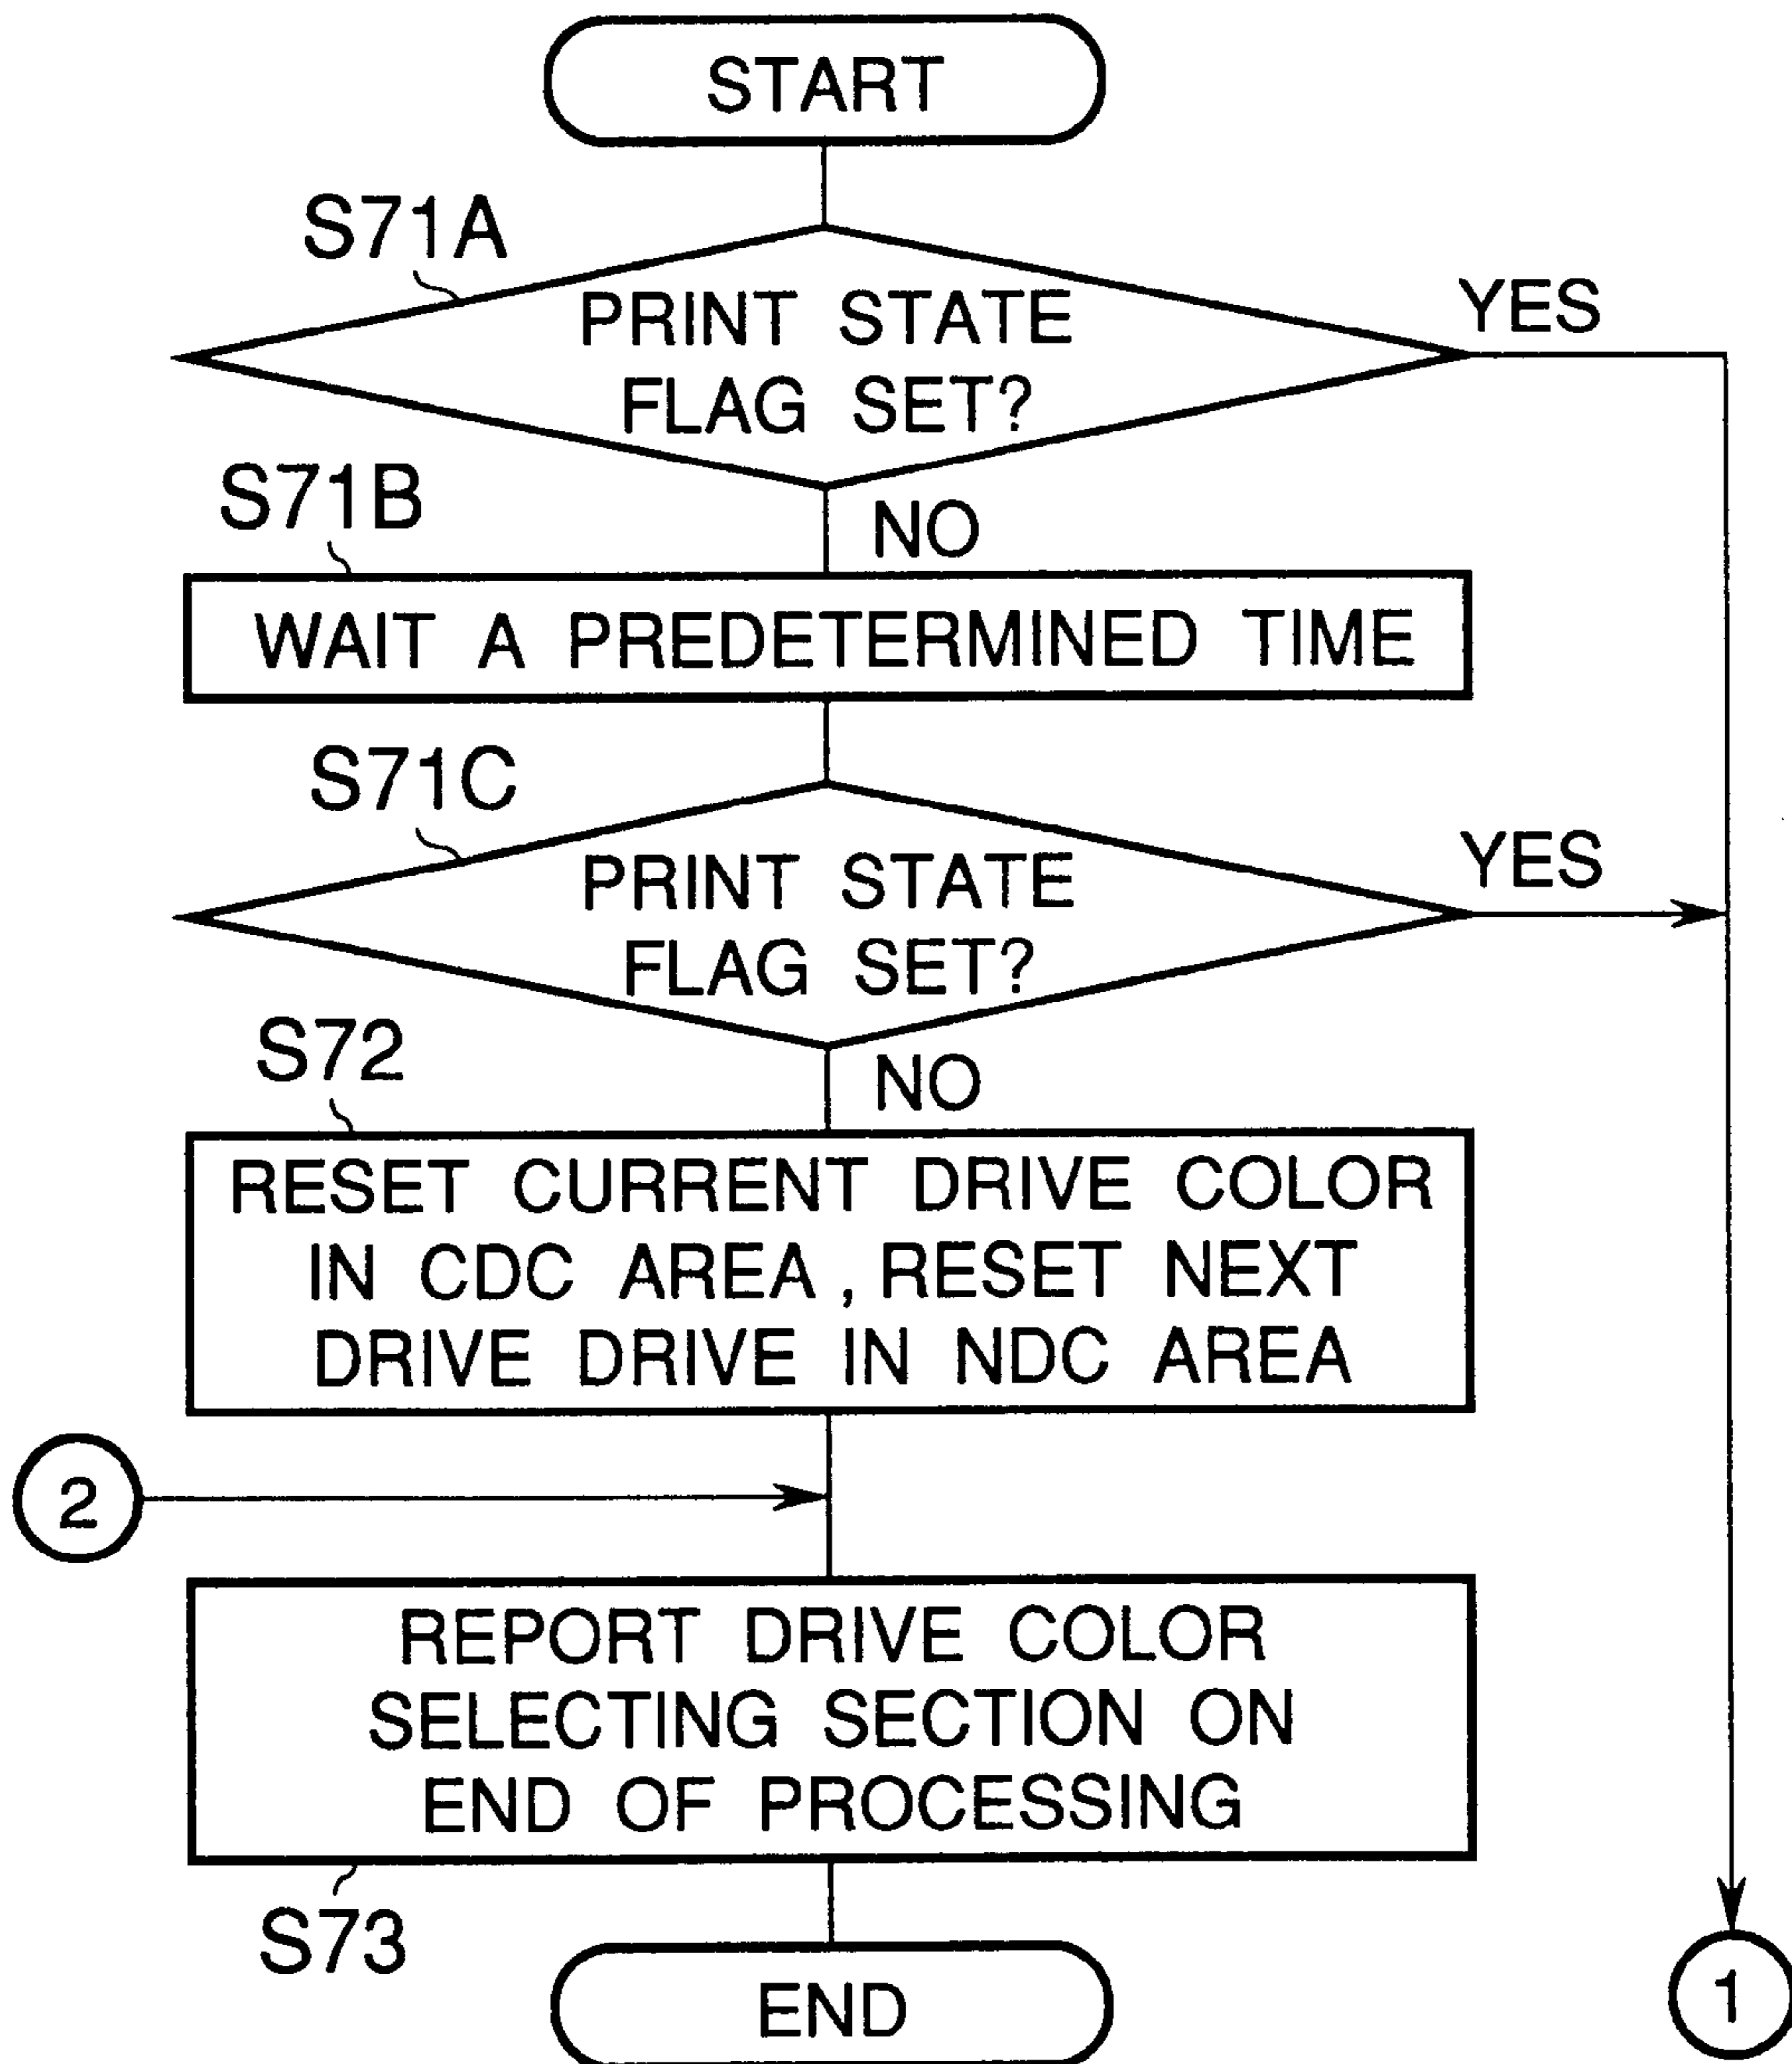 START
S71A
PRINT STATE
FLAG SET?
YES
NO
S71B
WAIT A PREDETERMINED TIME
S71C
PRINT STATE
FLAG SET?
YES
NO
S72
RESET CURRENT DRIVE COLOR
IN CDC AREA, RESET NEXT
DRIVE DRIVE IN NDC AREA
2
REPORT DRIVE COLOR
SELECTING SECTION ON
END OF PROCESSING
S73
END
1